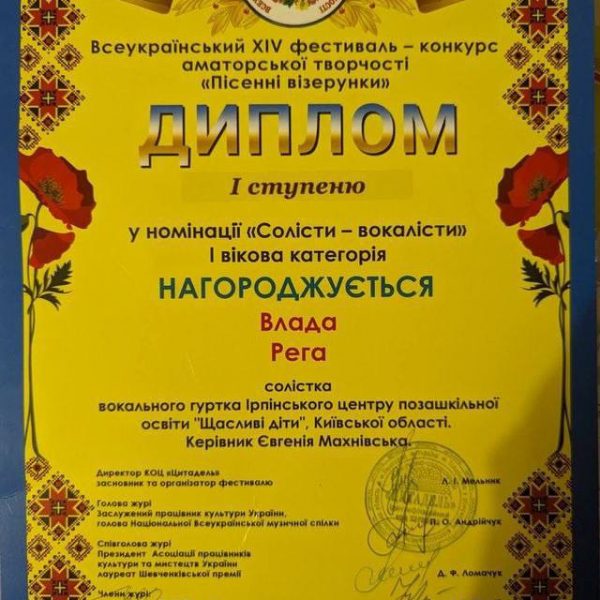 Всеукраїнський XIV фестиваль – конкурс
аматорської творчості
«Пісенні візерунки»
ДИПЛОМ
І ступеню
у номінації «Солісти – вокалісти»
І вікова категорія
НАГОРОДЖУЄТЬСЯ
Влада
Рега
солістка
вокального гуртка Ірпінського центру позашкільної
освіти "Щасливі діти", Київської області.
Керівник Євгенія Махнівська.
Директор КОЦ «Цитадель»
засновник та організатор фестивалю
Л. І. Мельник
Голова журі
Заслужений працівник культури України,
голова Національної Всеукраїнської музичної спілки
П. О. Андрійчук
Співголова журі
Президент Асоціації працівників
культури та мистецтв України
лауреат Шевченківської премії
Д. Ф. Ломачук
Члени журі: